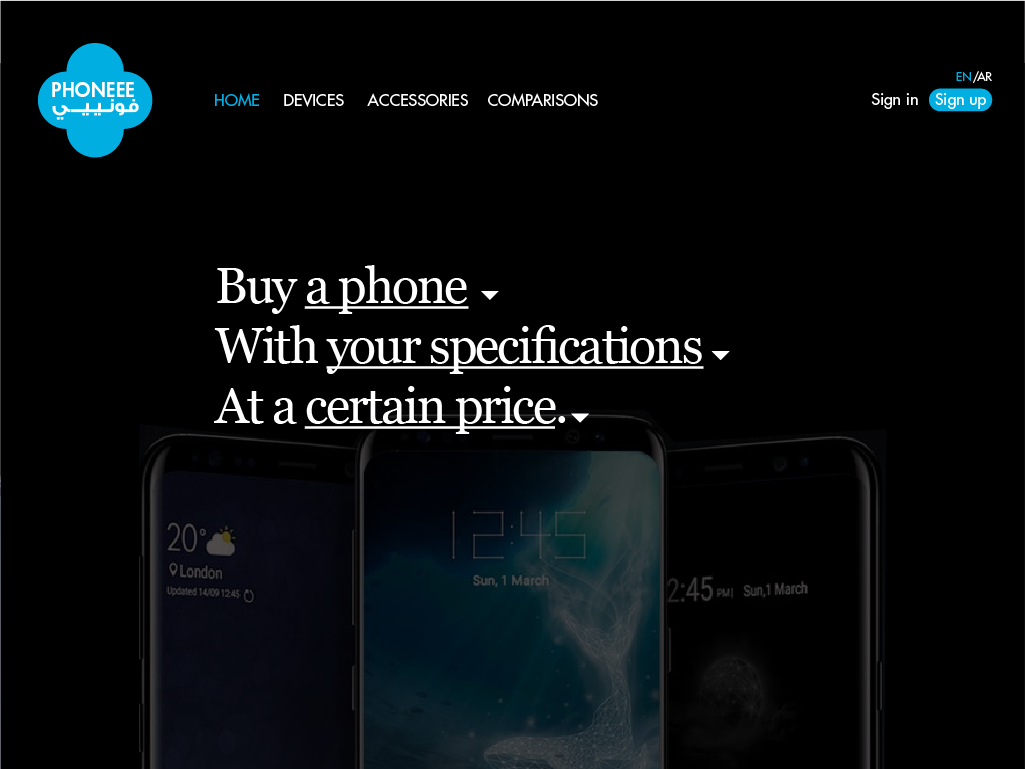 PHONEEE
فونيييي
HOME DEVICES ACCESSORIES COMPARISONS
EN/AR
Sign in Sign up
Buy a phone
With your specifications
At a certain price.
20°
London
Updated 14/09 12:45
12:45
Sun, 1 March
2:45 PM | Sun,1 March